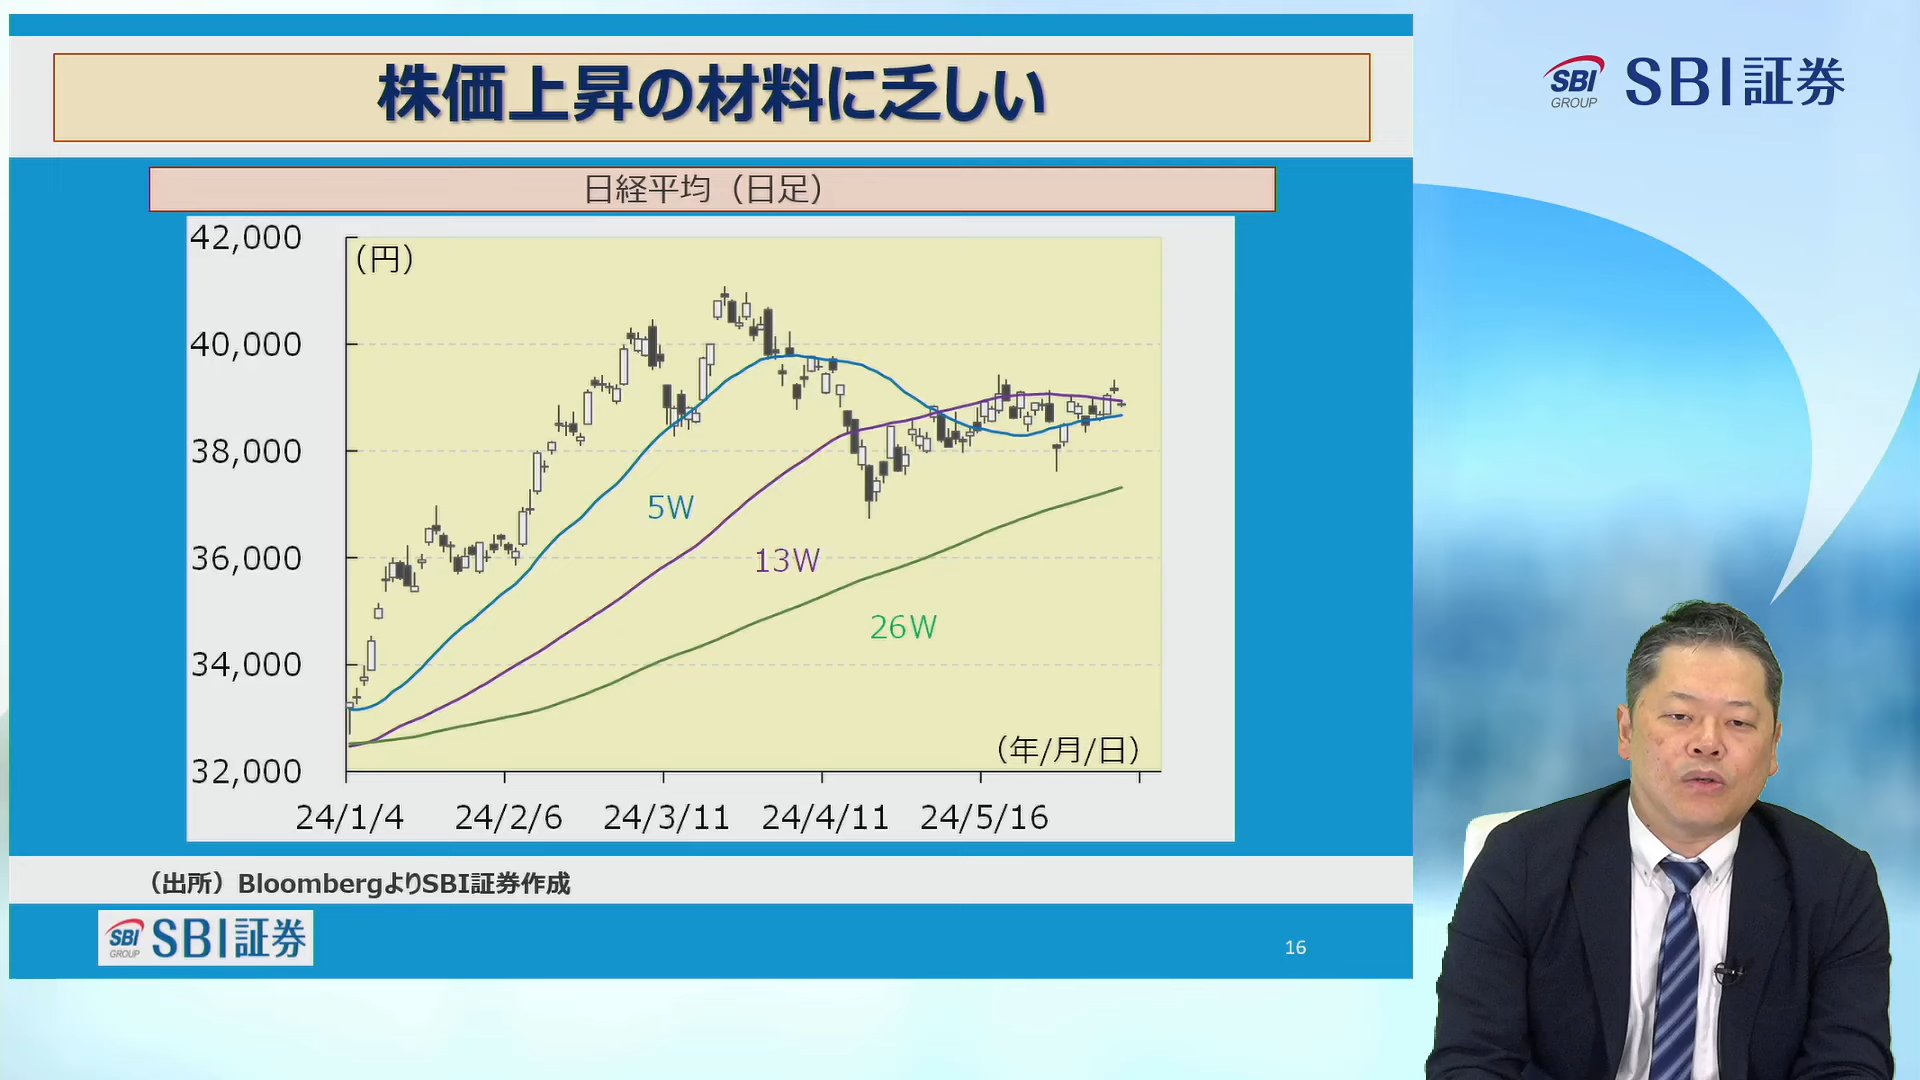 株価上昇の材料に乏しい
SBI GROUP SBI証券
日経平均（日足）
（円）
42,000
40,000
38,000
36,000
34,000
32,000
5W
13W
26W
（年/月/日）
24/1/4 24/2/6 24/3/11 24/4/11 24/5/16
（出所）BloombergよりSBI証券作成
SBI GROUP SBI証券
16